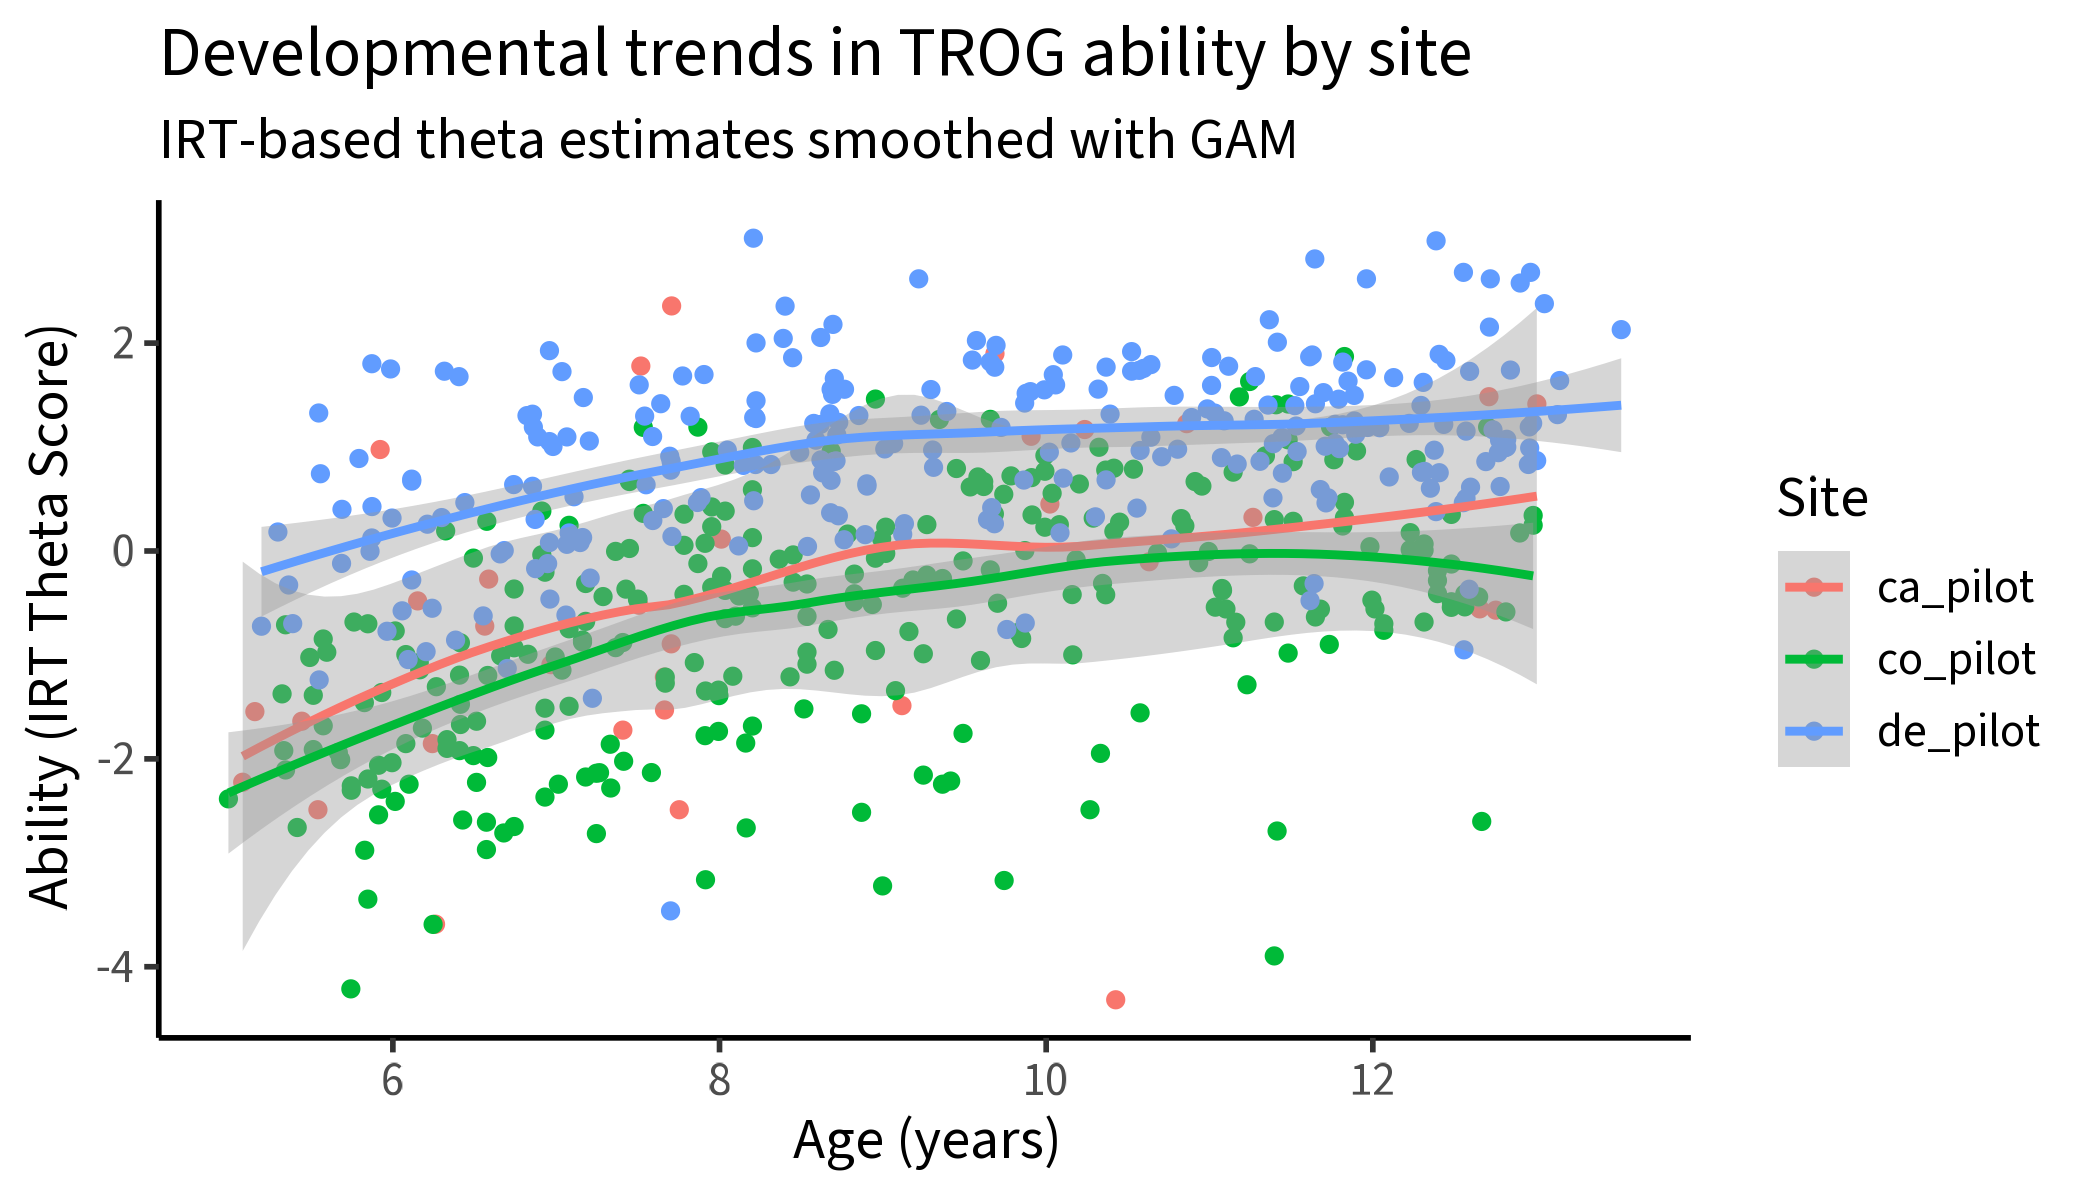 Developmental trends in TROG ability by site
IRT-based theta estimates smoothed with GAM
Ability (IRT Theta Score)
2
0
-2
-4
6 8 10 12
Age (years)
Site
ca_pilot
co_pilot
de_pilot